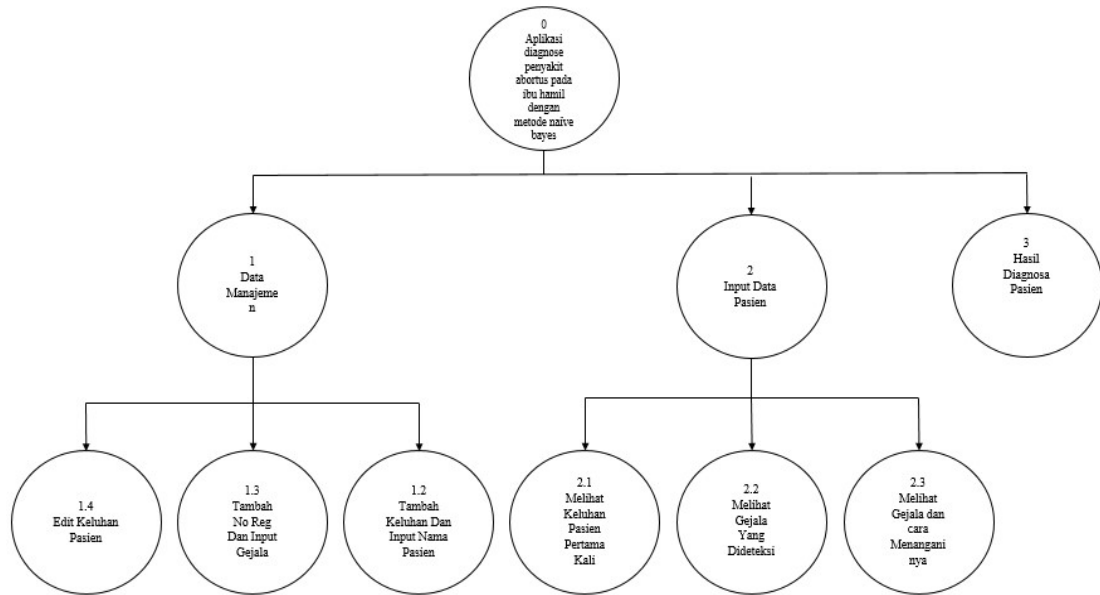 0
Aplikasi
diagnose
penyakit
abortus pada
ibu hamil
dengan
metode naïve
bayes
1
Data
Manajeme
n
2
Input Data
Pasien
3
Hasil
Diagnosa
Pasien
1.4
Edit Keluhan
Pasien
1.3
Tambah
No Reg
Dan Input
Gejala
1.2
Tambah
Keluhan Dan
Input Nama
Pasien
2.1
Melihat
Keluhan
Pasien
Pertama
Kali
2.2
Melihat
Gejala
Yang
Dideteksi
2.3
Melihat
Gejala dan
cara
Menangani
nya